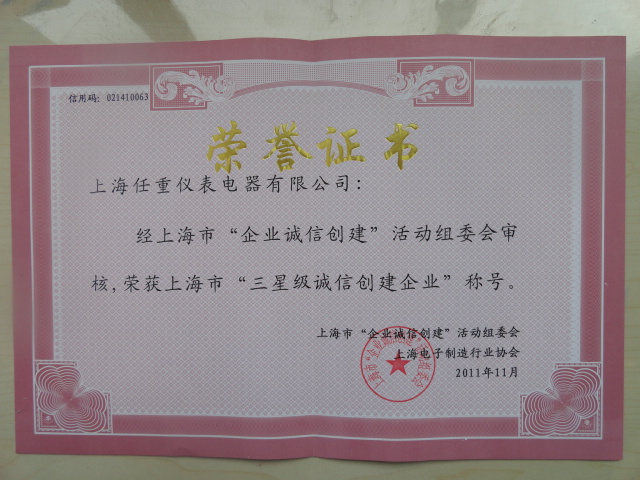 信用码：021410063
荣誉证书
上海任重仪表电器有限公司：
经上海市“企业诚信创建”活动组委会审
核，荣获上海市“三星级诚信创建企业”称号。
上海市“企业诚信创建”活动组委会
上海电子制造行业协会
2011年11月